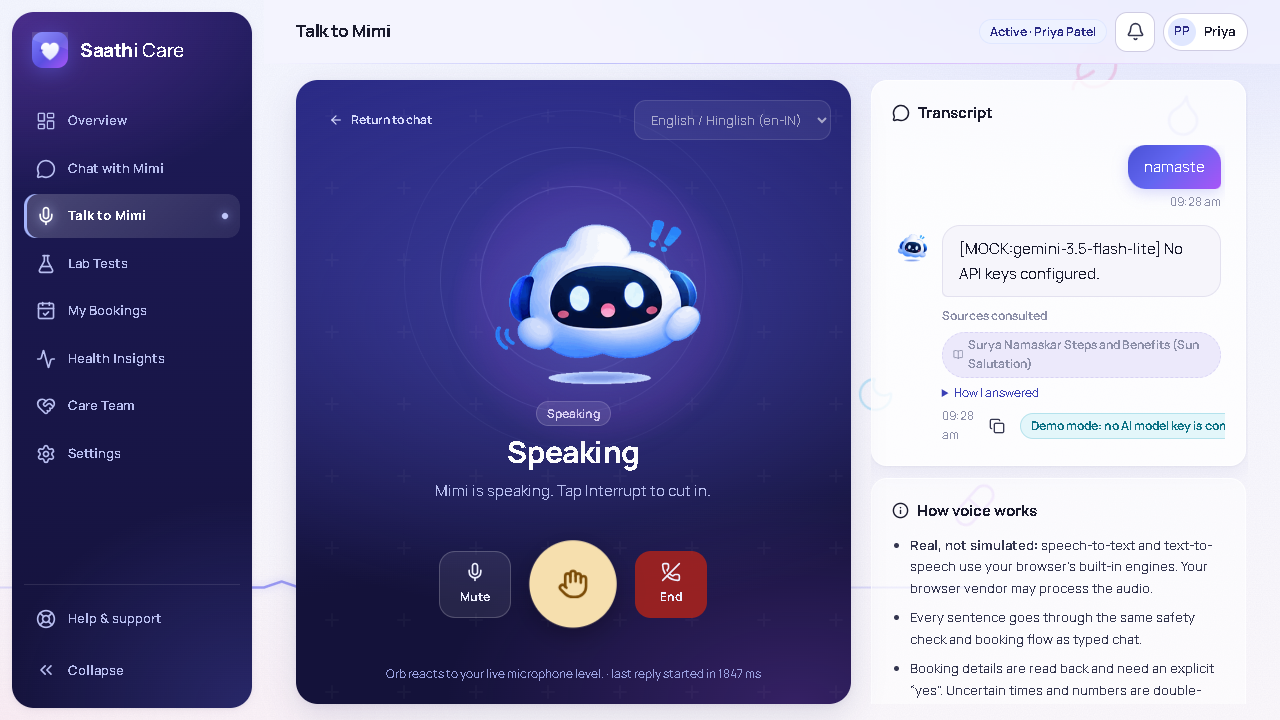 Saathi Care
Overview
Chat with Mimi
Talk to Mimi
Lab Tests
My Bookings
Health Insights
Care Team
Settings
Help & support
Collapse
Talk to Mimi
Active · Priya Patel
PP
Priya
Return to chat
English / Hinglish (en-IN)
Speaking
Speaking
Mimi is speaking. Tap Interrupt to cut in.
Mute
End
Orb reacts to your live microphone level. · last reply started in 1847 ms
Transcript
namaste
09:28 am
[MOCK:gemini-3.5-flash-lite] No
API keys configured.
Sources consulted
Surya Namaskar Steps and Benefits (Sun
Salutation)
How I answered
09:28
am
Demo mode: no AI model key is con
How voice works
Real, not simulated: speech-to-text and text-to-
speech use your browser's built-in engines. Your
browser vendor may process the audio.
Every sentence goes through the same safety
check and booking flow as typed chat.
Booking details are read back and need an explicit
"yes". Uncertain times and numbers are double-